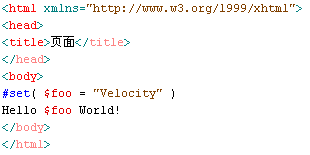 <html xmlns="http://www.w3.org/1999/xhtml">
<head>
<title>页面</title>
</head>
<body>
#set( $foo = "Velocity" )
Hello $foo World!
</body>
</html>